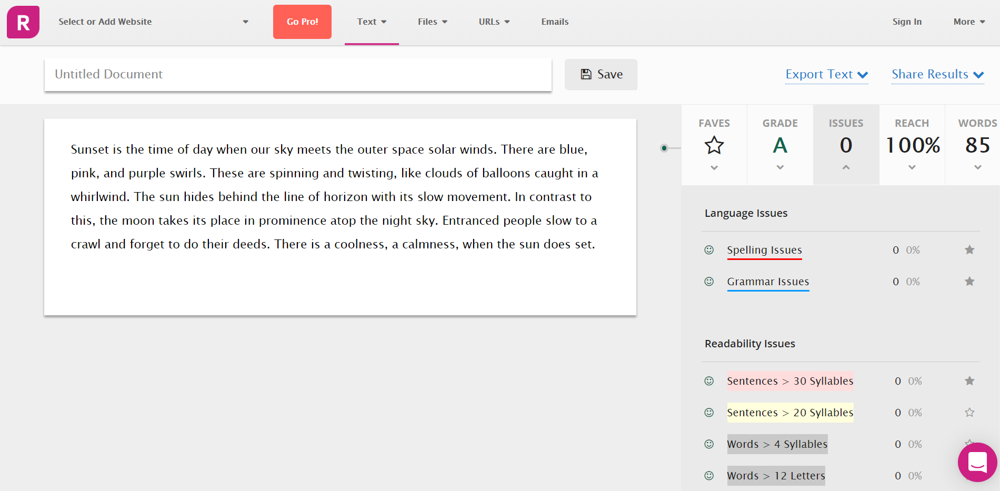 R
Select or Add Website
Go Pro!
Text
Files
URLs
Emails
Sign In
More
Untitled Document
Save
Export Text
Share Results
Sunset is the time of day when our sky meets the outer space solar winds. There are blue,
pink, and purple swirls. These are spinning and twisting, like clouds of balloons caught in a
whirlwind. The sun hides behind the line of horizon with its slow movement. In contrast to
this, the moon takes its place in prominence atop the night sky. Entranced people slow to a
crawl and forget to do their deeds. There is a coolness, a calmness, when the sun does set.
FAVES
GRADE
A
ISSUES
0
REACH
100%
WORDS
85
Language Issues
Spelling Issues 0 0%
Grammar Issues 0 0%
Readability Issues
Sentences > 30 Syllables 0 0%
Sentences > 20 Syllables 0 0%
Words > 4 Syllables 0 0%
Words > 12 Letters 0 0%